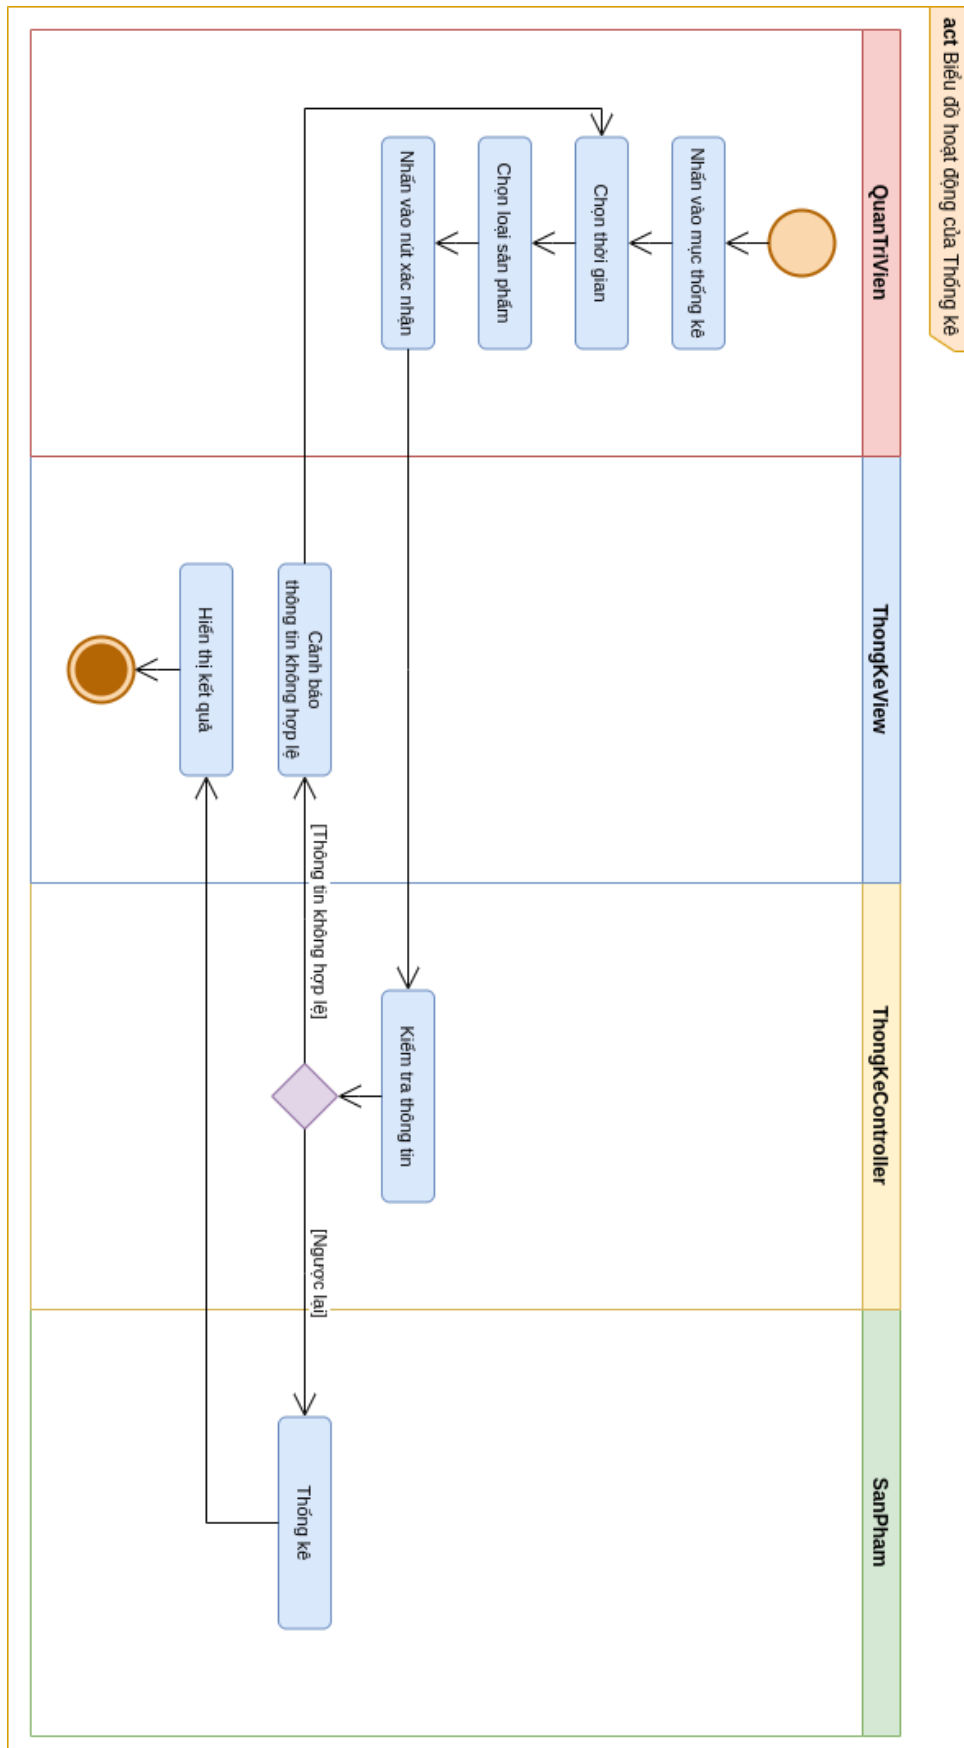 act Biểu đồ hoạt động của Thống kê
QuanTriVien
ThongKeView
ThongKeController
SanPham
Nhấn vào mục thống kê
Chọn thời gian
Chọn loại sản phẩm
Nhấn vào nút xác nhận
Kiểm tra thông tin
[Thông tin không hợp lệ]
[Ngược lại]
Cảnh báo
thông tin không hợp lệ
Thống kê
Hiển thị kết quả